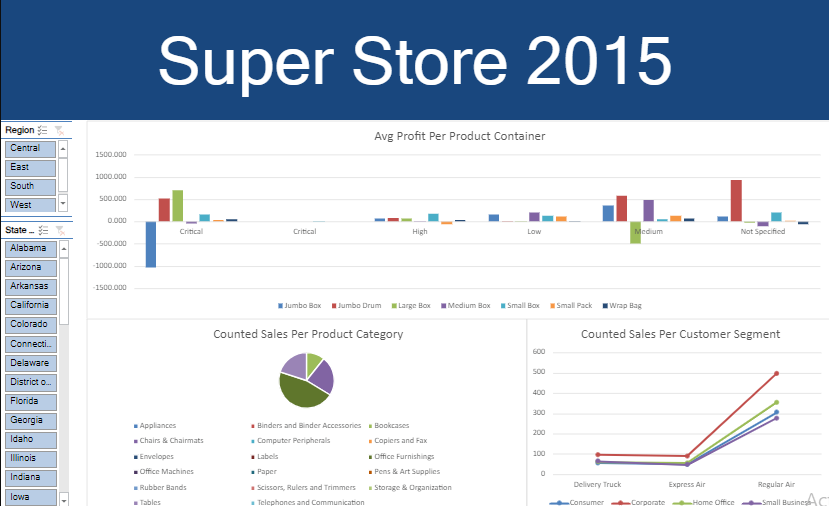 Super Store 2015
Region
Central
East
South
West
State ...
Alabama
Arizona
Arkansas
California
Colorado
Connecti...
Delaware
District o...
Florida
Georgia
Idaho
Illinois
Indiana
Iowa
Avg Profit Per Product Container
1500.000
1000.000
500.000
0.000
-500.000
-1000.000
-1500.000
Critical Critical High Low Medium Not Specified
Jumbo Box Jumbo Drum Large Box Medium Box Small Box Small Pack Wrap Bag
Counted Sales Per Product Category
Appliances Binders and Binder Accessories Bookcases
Chairs & Chairmats Computer Peripherals Copiers and Fax
Envelopes Labels Office Furnishings
Office Machines Paper Pens & Art Supplies
Rubber Bands Scissors, Rulers and Trimmers Storage & Organization
Tables Telephones and Communication
Counted Sales Per Customer Segment
600
500
400
300
200
100
0
Delivery Truck Express Air Regular Air
Consumer Corporate Home Office Small Business